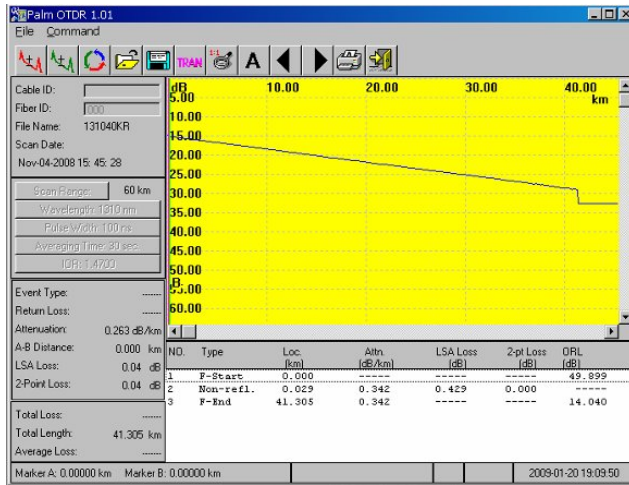 Palm OTDR 1.01
File Command
TRAN 1:1 A
Cable ID:
Fiber ID: 000
File Name: 131040KR
Scan Date:
Nov-04-2008 15: 45: 28
Scan Range: 60 km
Wavelength: 1310 nm
Pulse Width: 100 ns
Averaging Time: 30 sec.
IOR: 1.4700
Event Type: -------
Return Loss: -------
Attenuation: 0.263 dB/km
A-B Distance: 0.000 km
LSA Loss: 0.04 dB
2-Point Loss: 0.04 dB
Total Loss: -------
Total Length: 41.305 km
Average Loss: -------
dB 10.00 20.00 30.00 40.00
km
5.00
10.00
15.00
20.00
25.00
30.00
35.00
40.00
45.00
50.00
B
55.00
60.00
NO. Type Loc. Attn. LSA Loss 2-pt Loss ORL
(km) (dB/km) (dB) (dB) (dB)
1 F-Start 0.000 ----- ----- ----- 49.899
2 Non-refl. 0.029 0.342 0.429 0.000 -----
3 F-End 41.305 0.342 ----- ----- 14.040
Marker A: 0.00000 km Marker B: 0.00000 km 2009-01-20 19:09:50